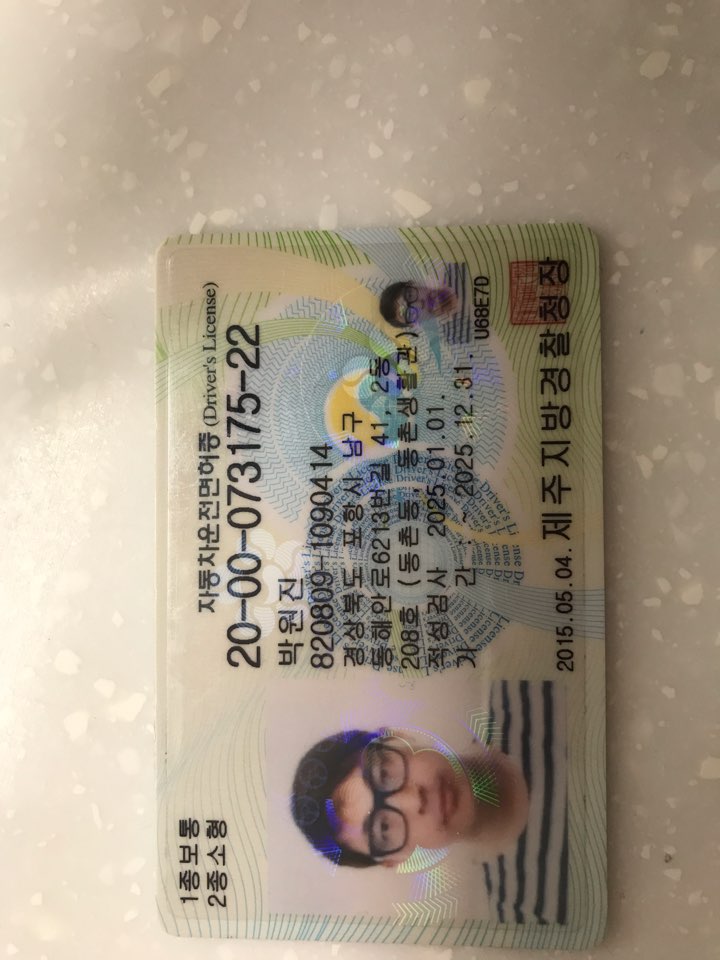 1종보통
2종소형
자동차운전면허증 (Driver's License)
20-00-073175-22
박원진
820809-1090414
경상북도 포항시 남구
동해안로6213번길 41, 2동
208호 (동촌동, 동촌생활관)
적성검사 2025.01.01.
기 간 : ~ 2025.12.31.
U68E7D
2015.05.04. 제주지방경찰청장